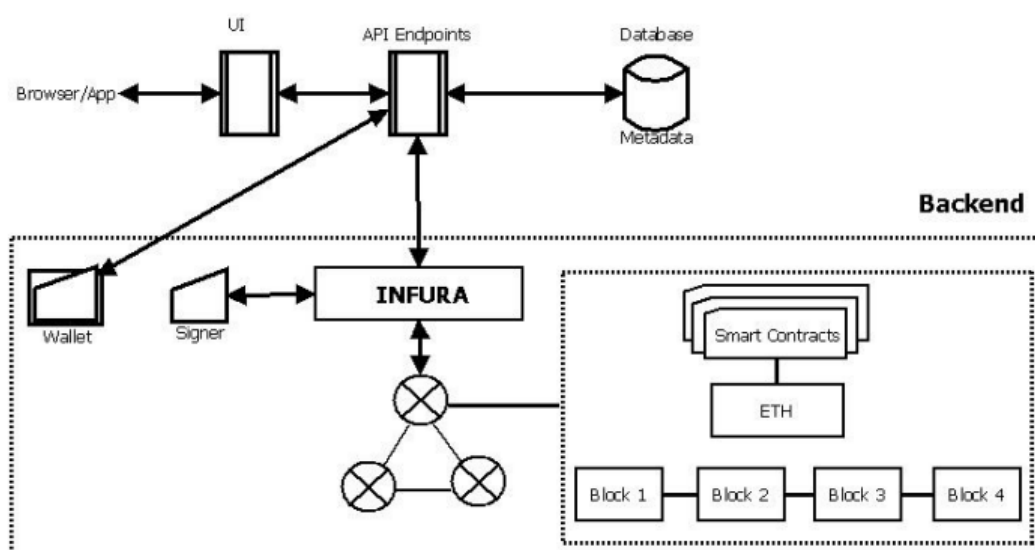 UI
API Endpoints
Database
Browser/App
Metadata
Backend
INFURA
Wallet
Signer
Smart Contracts
ETH
Block 1
Block 2
Block 3
Block 4